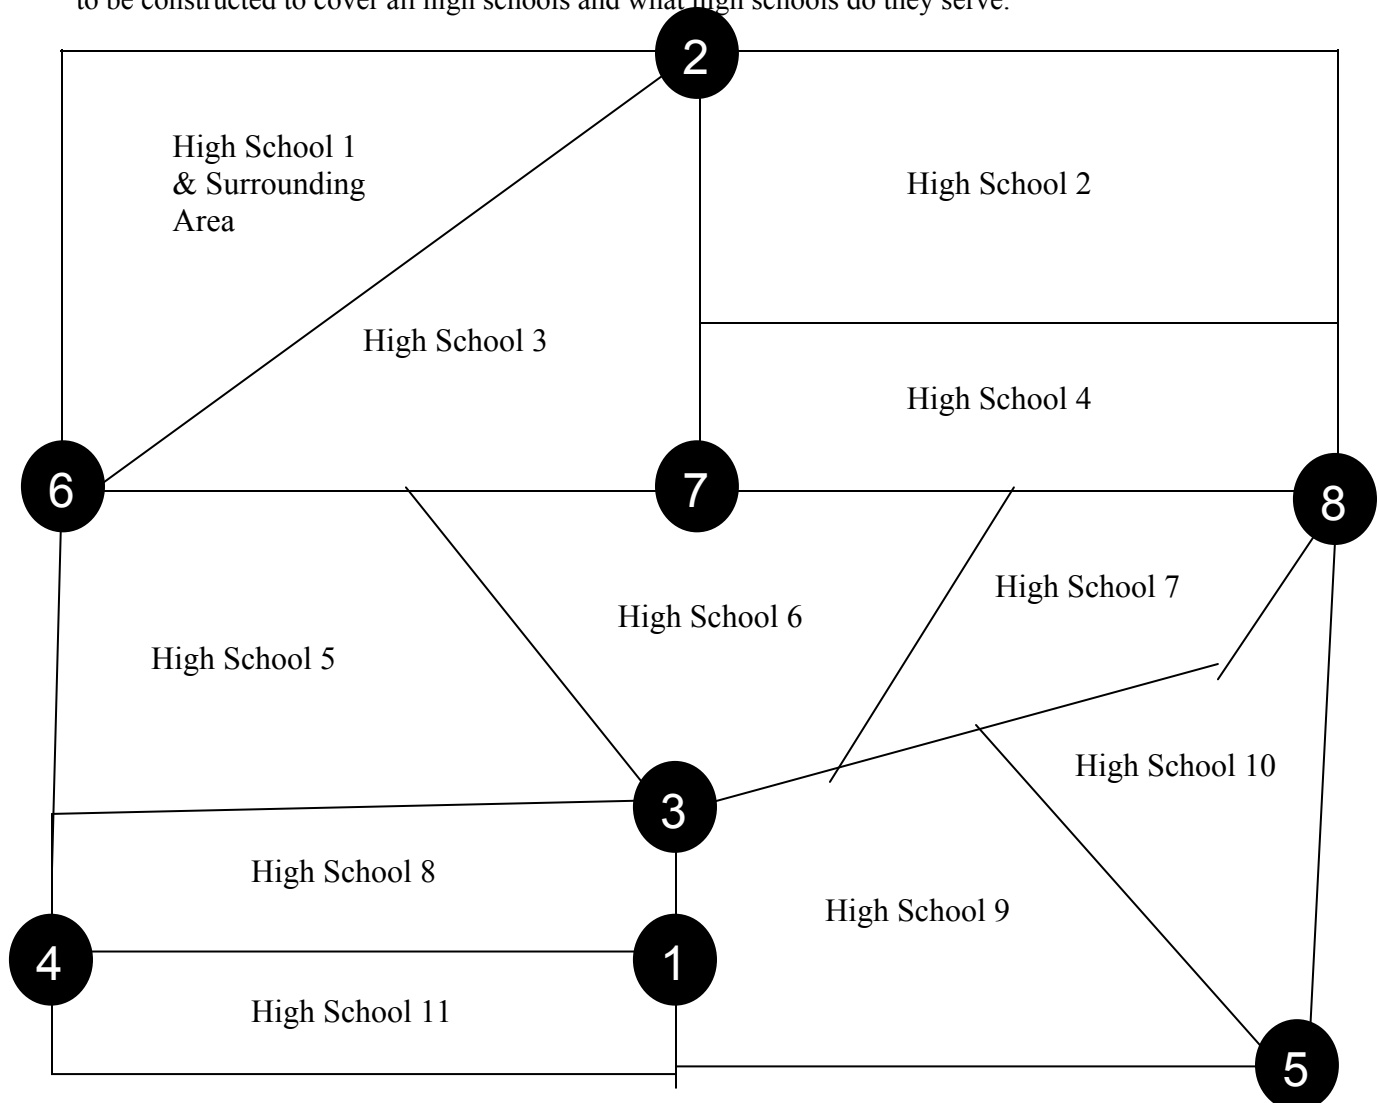 to be constructed to cover all high schools and what high schools do they serve.
2
High School 1
& Surrounding
Area
High School 2
High School 3
High School 4
6
7
8
High School 7
High School 6
High School 5
High School 10
3
High School 8
High School 9
4
1
High School 11
5